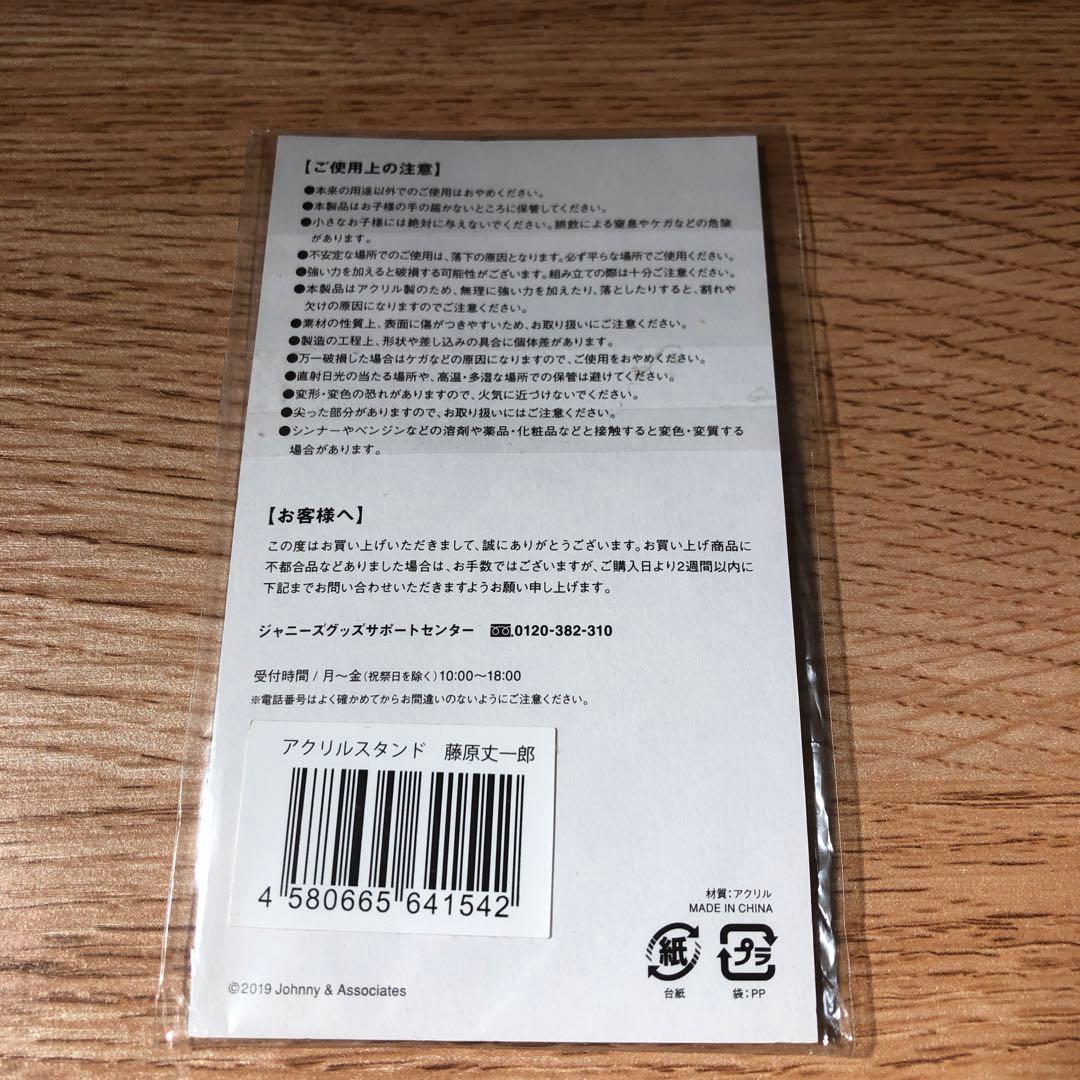 【ご使用上の注意】
●本来の用途以外でのご使用はおやめください。
●本製品はお子様の手の届かないところに保管してください。
●小さなお子様には絶対に与えないでください。誤飲による窒息やケガなどの危険
があります。
●不安定な場所でのご使用は、落下の原因となります。必ず平らな場所でご使用ください。
●強い力を加えると破損する可能性がございます。組み立ての際は十分ご注意ください。
●本製品はアクリル製のため、無理に強い力を加えたり、落としたりすると、割れや
欠けの原因になりますのでご注意ください。
●素材の性質上、表面に傷がつきやすいため、お取り扱いにご注意ください。
●製造の工程上、形状や差し込みの具合に個体差があります。
●万一破損した場合はケガなどの原因になりますので、ご使用をおやめください。
●直射日光の当たる場所や、高温・多湿な場所での保管は避けてください。
●変形・変色の恐れがありますので、火気に近づけないでください。
●尖った部分がありますので、お取り扱いにはご注意ください。
●シンナーやベンジンなどの溶剤や薬品・化粧品などと接触すると変色・変質する
場合があります。
【お客様へ】
この度はお買い上げいただきまして、誠にありがとうございます。お買い上げ商品に
不都合品などありました場合は、お手数ではございますが、ご購入日より2週間以内に
下記までお問い合わせいただきますようお願い申し上げます。
ジャニーズグッズサポートセンター 0120-382-310
受付時間/月〜金(祝祭日を除く)10:00〜18:00
※電話番号はよく確かめてからお間違いのないようにご注意ください。
アクリルスタンド 藤原丈一郎
4 580665 641542
材質:アクリル
MADE IN CHINA
紙 プラ
台紙 袋:PP
©2019 Johnny & Associates